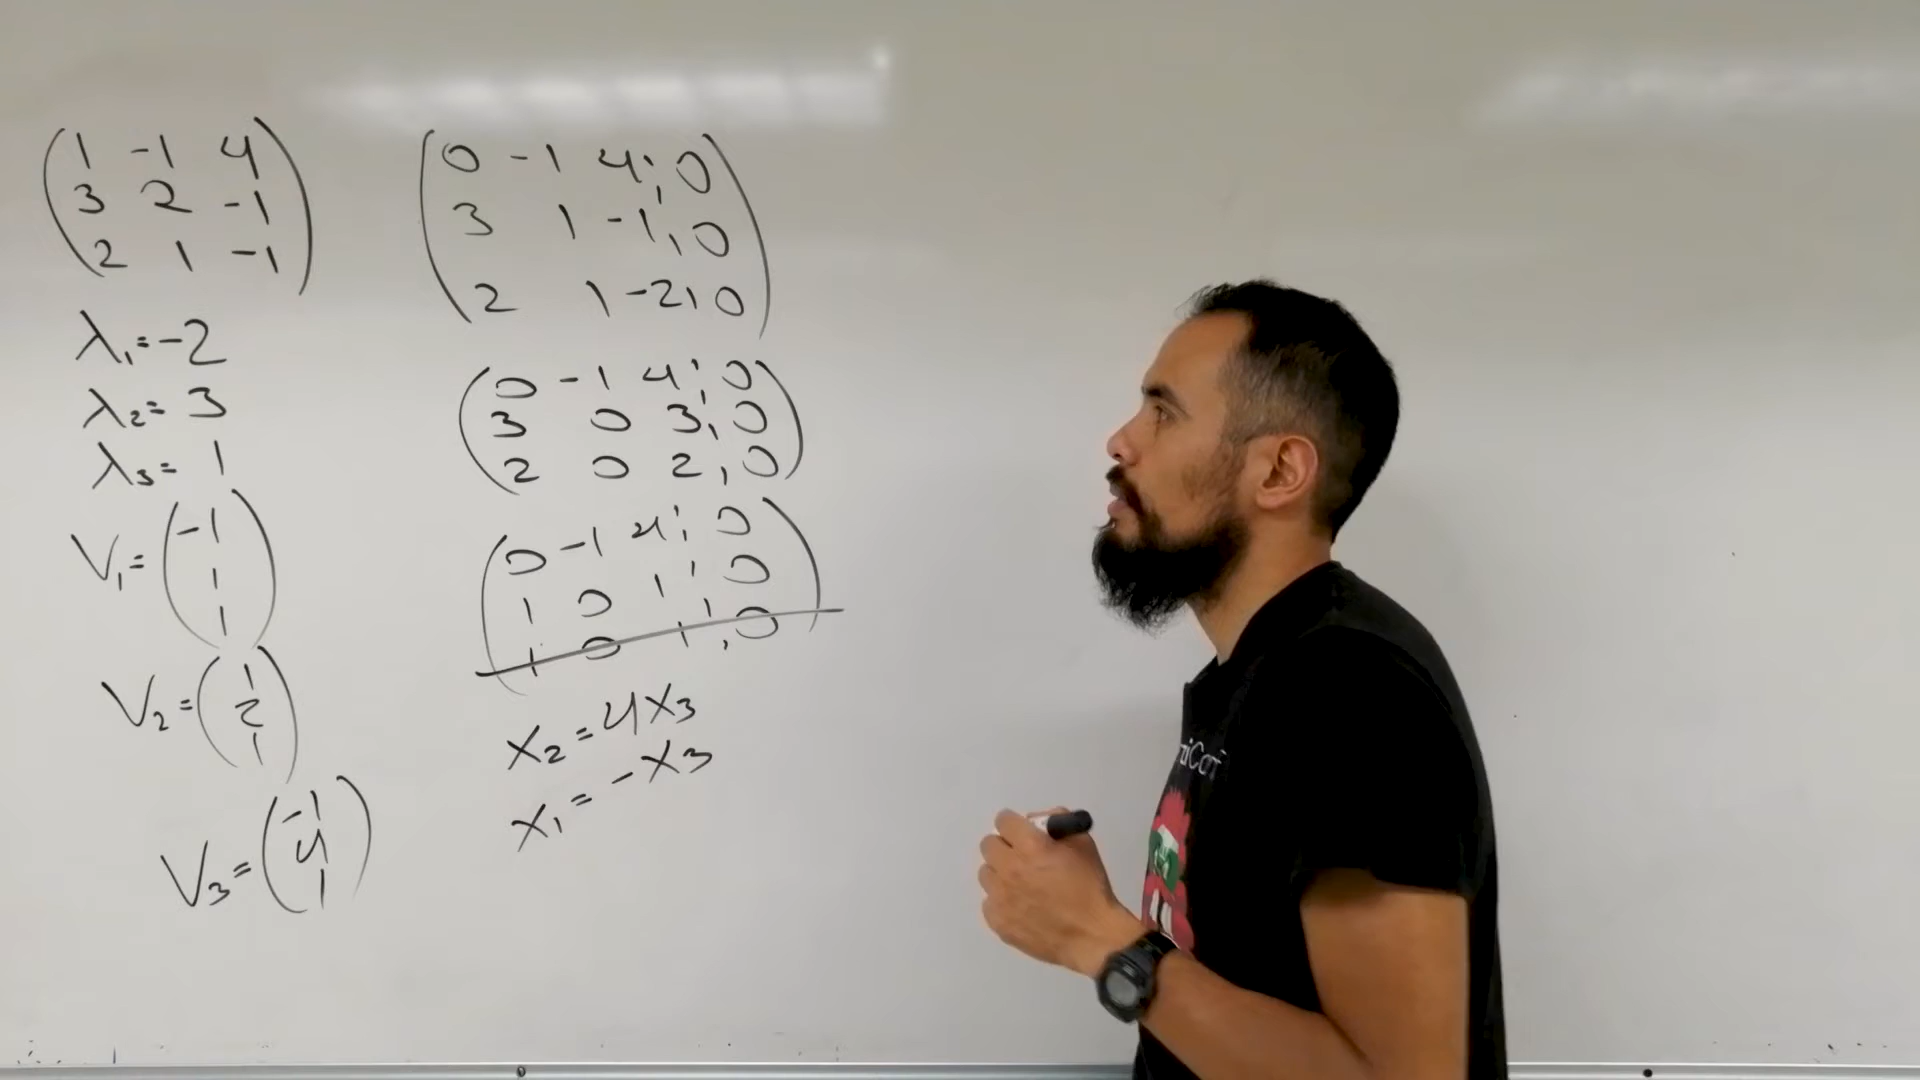 1 -1 4
3 2 -1
2 1 -1
λ₁=-2
λ₂=3
λ₃=1
V₁=(-1
1
1)
V₂=(1
2
1)
V₃=(-1
4
1)
0 -1 4 ¦ 0
3 1 -1 ¦ 0
2 1 -2 ¦ 0
0 -1 4 ¦ 0
3 0 3 ¦ 0
2 0 2 ¦ 0
0 -1 4 ¦ 0
1 0 1 ¦ 0
1 0 1 ¦ 0
x₂=4x₃
x₁=-x₃